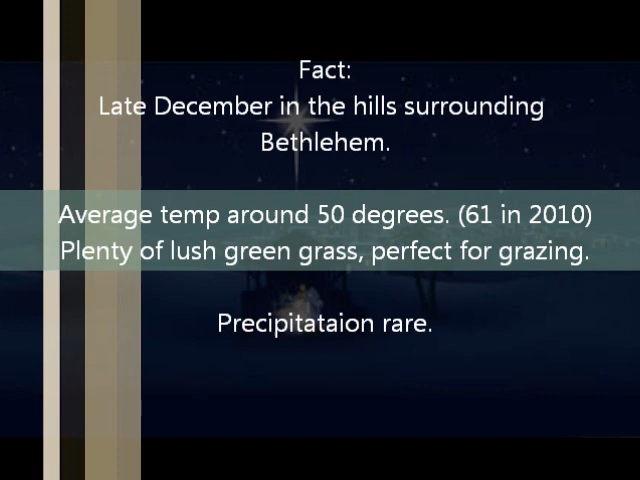 Fact:
Late December in the hills surrounding
Bethlehem.
Average temp around 50 degrees. (61 in 2010)
Plenty of lush green grass, perfect for grazing.
Precipitataion rare.